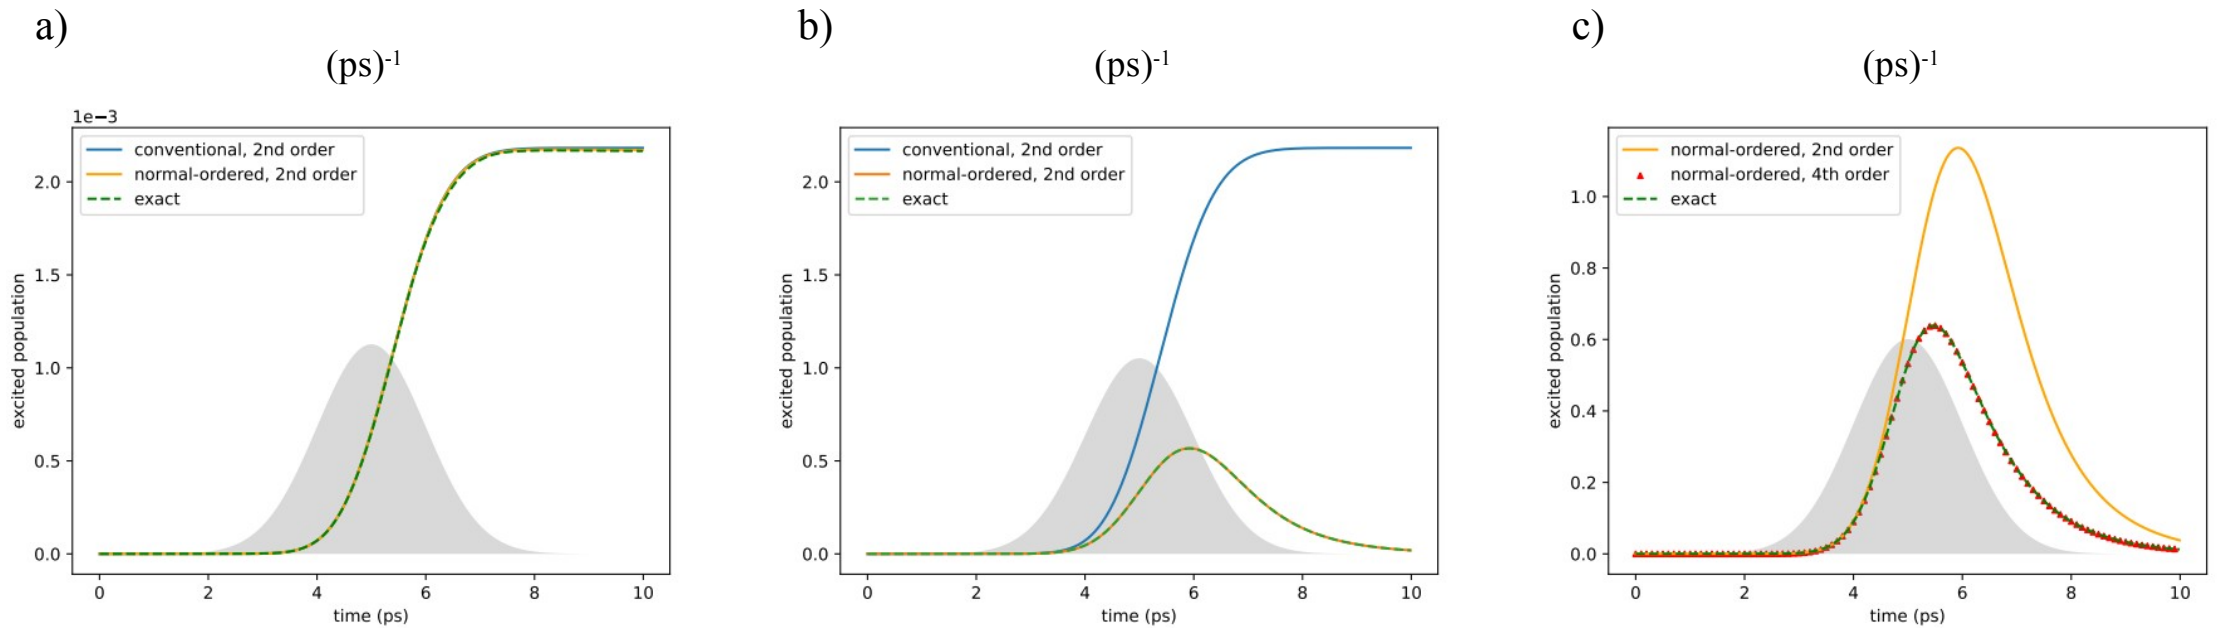 a)
(ps)-1
1e−3
conventional, 2nd order
normal-ordered, 2nd order
exact
2.0
1.5
1.0
0.5
0.0
excited population
0 2 4 6 8 10
time (ps)
b)
(ps)-1
conventional, 2nd order
normal-ordered, 2nd order
exact
2.0
1.5
1.0
0.5
0.0
excited population
0 2 4 6 8 10
time (ps)
c)
(ps)-1
normal-ordered, 2nd order
normal-ordered, 4th order
exact
1.0
0.8
0.6
0.4
0.2
0.0
excited population
0 2 4 6 8 10
time (ps)